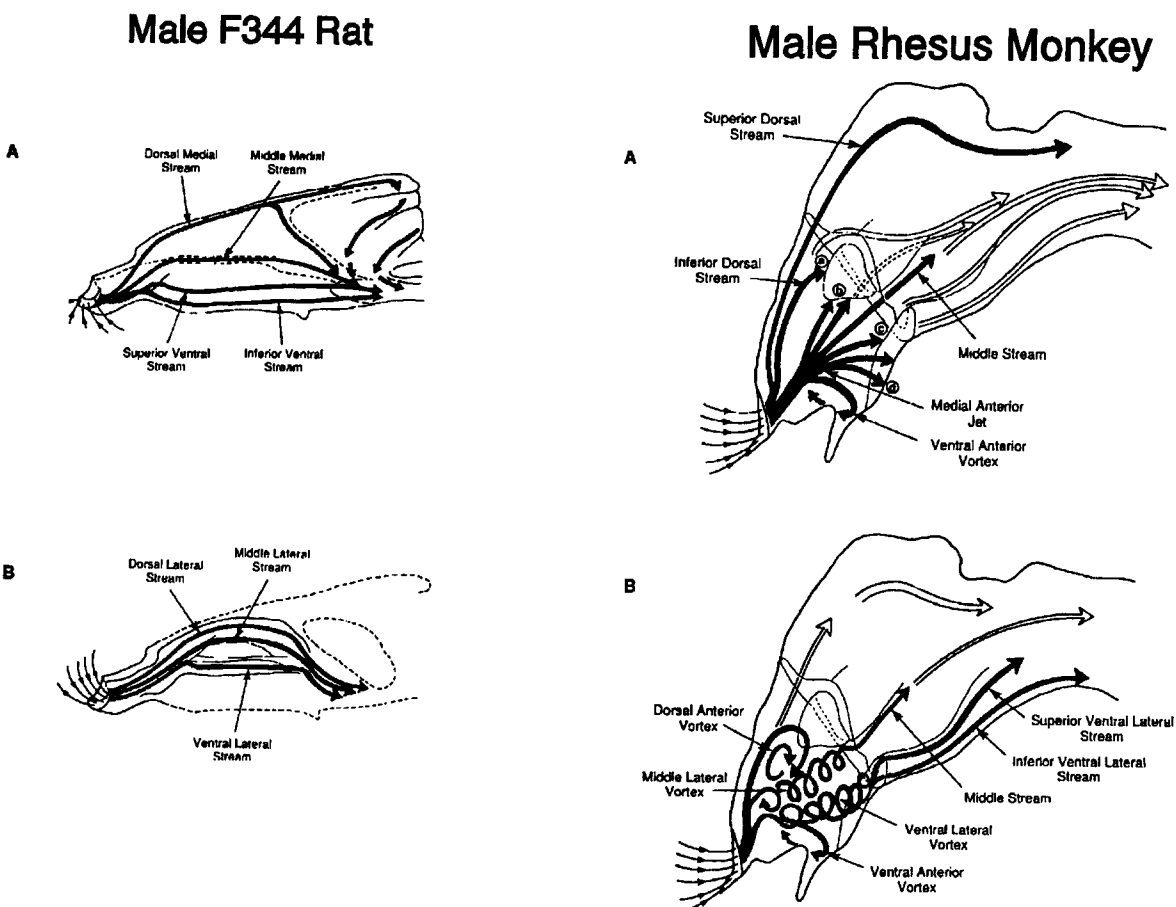 Male F344 Rat
A
Dorsal Medial
Stream
Middle Medial
Stream
Superior Ventral
Stream
Inferior Ventral
Stream
B
Dorsal Lateral
Stream
Middle Lateral
Stream
Ventral Lateral
Stream
Male Rhesus Monkey
A
Superior Dorsal
Stream
Inferior Dorsal
Stream
a
b
c
d
Middle Stream
Medial Anterior
Jet
Ventral Anterior
Vortex
B
Dorsal Anterior
Vortex
Middle Lateral
Vortex
Superior Ventral Lateral
Stream
Inferior Ventral Lateral
Stream
Middle Stream
Ventral Lateral
Vortex
Ventral Anterior
Vortex